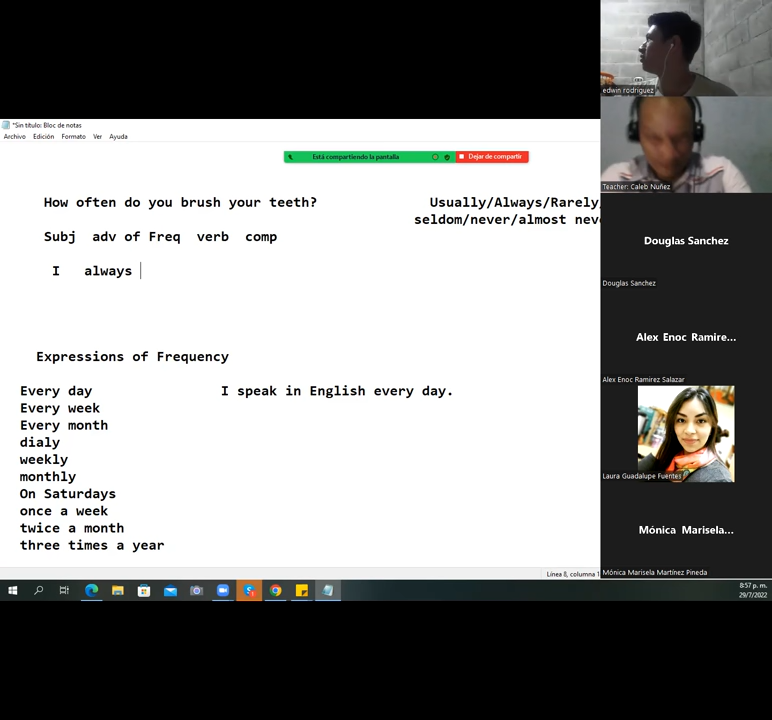 edwin rodriguez
*Sin título: Bloc de notas
Archivo Edición Formato Ver Ayuda
Está compartiendo la pantalla Dejar de compartir
Teacher: Caleb Nuñez
How often do you brush your teeth? Usually/Always/Rarely/
seldom/never/almost neve
Subj adv of Freq verb comp
Douglas Sanchez
Douglas Sanchez
I always
Alex Enoc Ramire...
Alex Enoc Ramirez Salazar
Expressions of Frequency
Every day I speak in English every day.
Every week
Every month
dialy
weekly
monthly
On Saturdays
once a week
twice a month
three times a year
Laura Guadalupe Fuentes
Mónica Marisela...
Línea 8, columna 1
Mónica Marisela Martínez Pineda
8:57 p. m.
29/7/2022